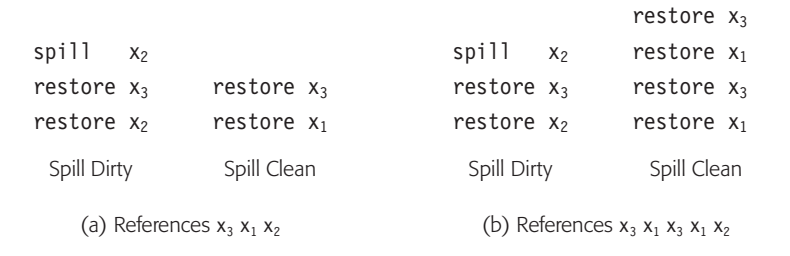 restore x₃
spill x₂ spill x₂ restore x₁
restore x₃ restore x₃ restore x₃ restore x₃
restore x₂ restore x₁ restore x₂ restore x₁
Spill Dirty Spill Clean Spill Dirty Spill Clean
(a) References x₃ x₁ x₂ (b) References x₃ x₁ x₃ x₁ x₂